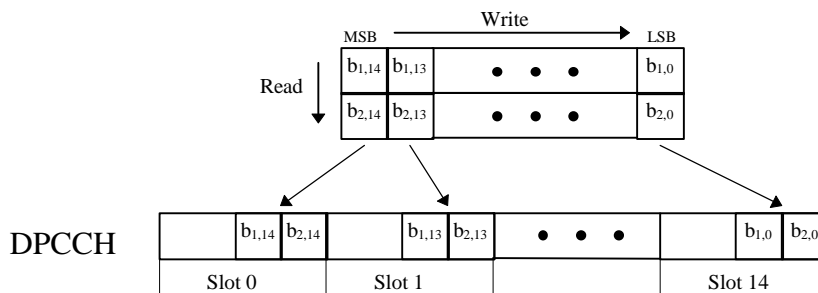 Write
MSB LSB
b1,14 b1,13 • • • b1,0
Read
b2,14 b2,13 • • • b2,0
DPCCH b1,14 b2,14 b1,13 b2,13 • • • b1,0 b2,0
Slot 0 Slot 1 Slot 14